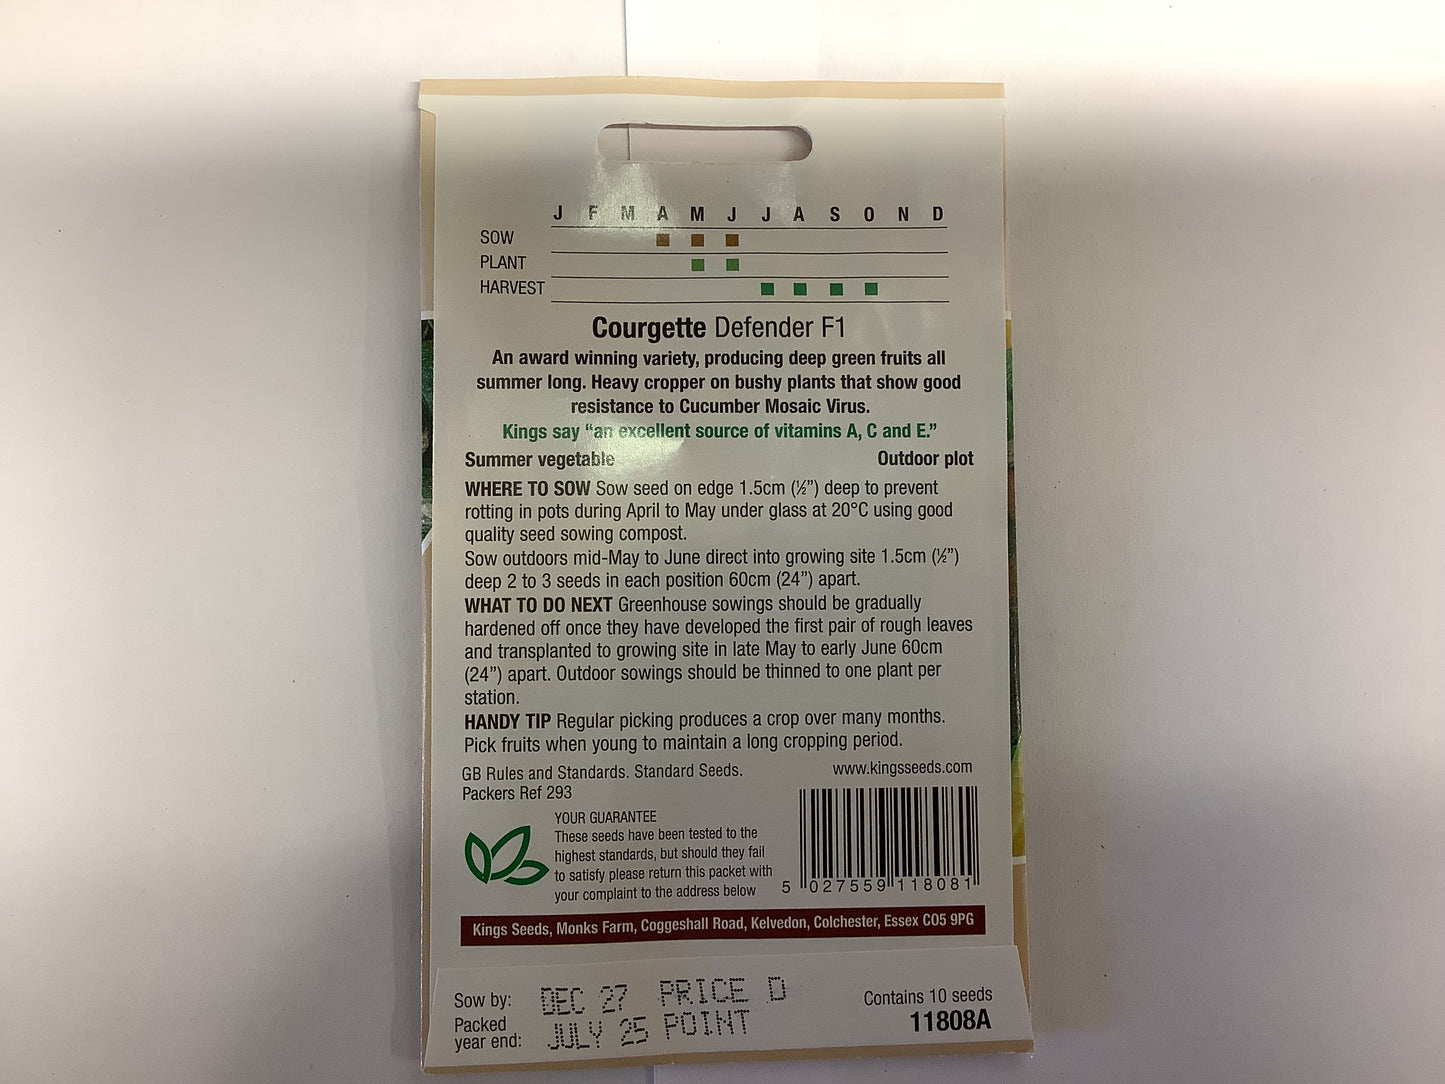 J F M A M J J A S O N D
SOW
PLANT
HARVEST
Courgette Defender F1
An award winning variety, producing deep green fruits all
summer long. Heavy cropper on bushy plants that show good
resistance to Cucumber Mosaic Virus.
Kings say “an excellent source of vitamins A, C and E.”
Summer vegetable Outdoor plot
WHERE TO SOW Sow seed on edge 1.5cm (½”) deep to prevent
rotting in pots during April to May under glass at 20°C using good
quality seed sowing compost.
Sow outdoors mid-May to June direct into growing site 1.5cm (½”)
deep 2 to 3 seeds in each position 60cm (24”) apart.
WHAT TO DO NEXT Greenhouse sowings should be gradually
hardened off once they have developed the first pair of rough leaves
and transplanted to growing site in late May to early June 60cm
(24”) apart. Outdoor sowings should be thinned to one plant per
station.
HANDY TIP Regular picking produces a crop over many months.
Pick fruits when young to maintain a long cropping period.
GB Rules and Standards. Standard Seeds. www.kingsseeds.com
Packers Ref 293
YOUR GUARANTEE
These seeds have been tested to the
highest standards, but should they fail
to satisfy please return this packet with
your complaint to the address below
5 027559 118081
Kings Seeds, Monks Farm, Coggeshall Road, Kelvedon, Colchester, Essex CO5 9PG
Sow by: DEC 27 PRICE D Contains 10 seeds
Packed
year end: JULY 25 POINT 11808A